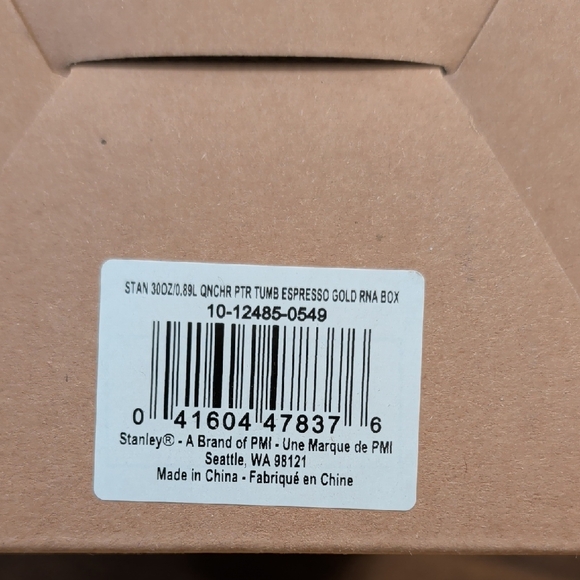 STAN 30OZ/0.89L QNCHR PTR TUMB ESPRESSO GOLD RNA BOX
10-12485-0549
0 41604 47837 6
Stanley® - A Brand of PMI - Une Marque de PMI
Seattle, WA 98121
Made in China - Fabriqué en Chine